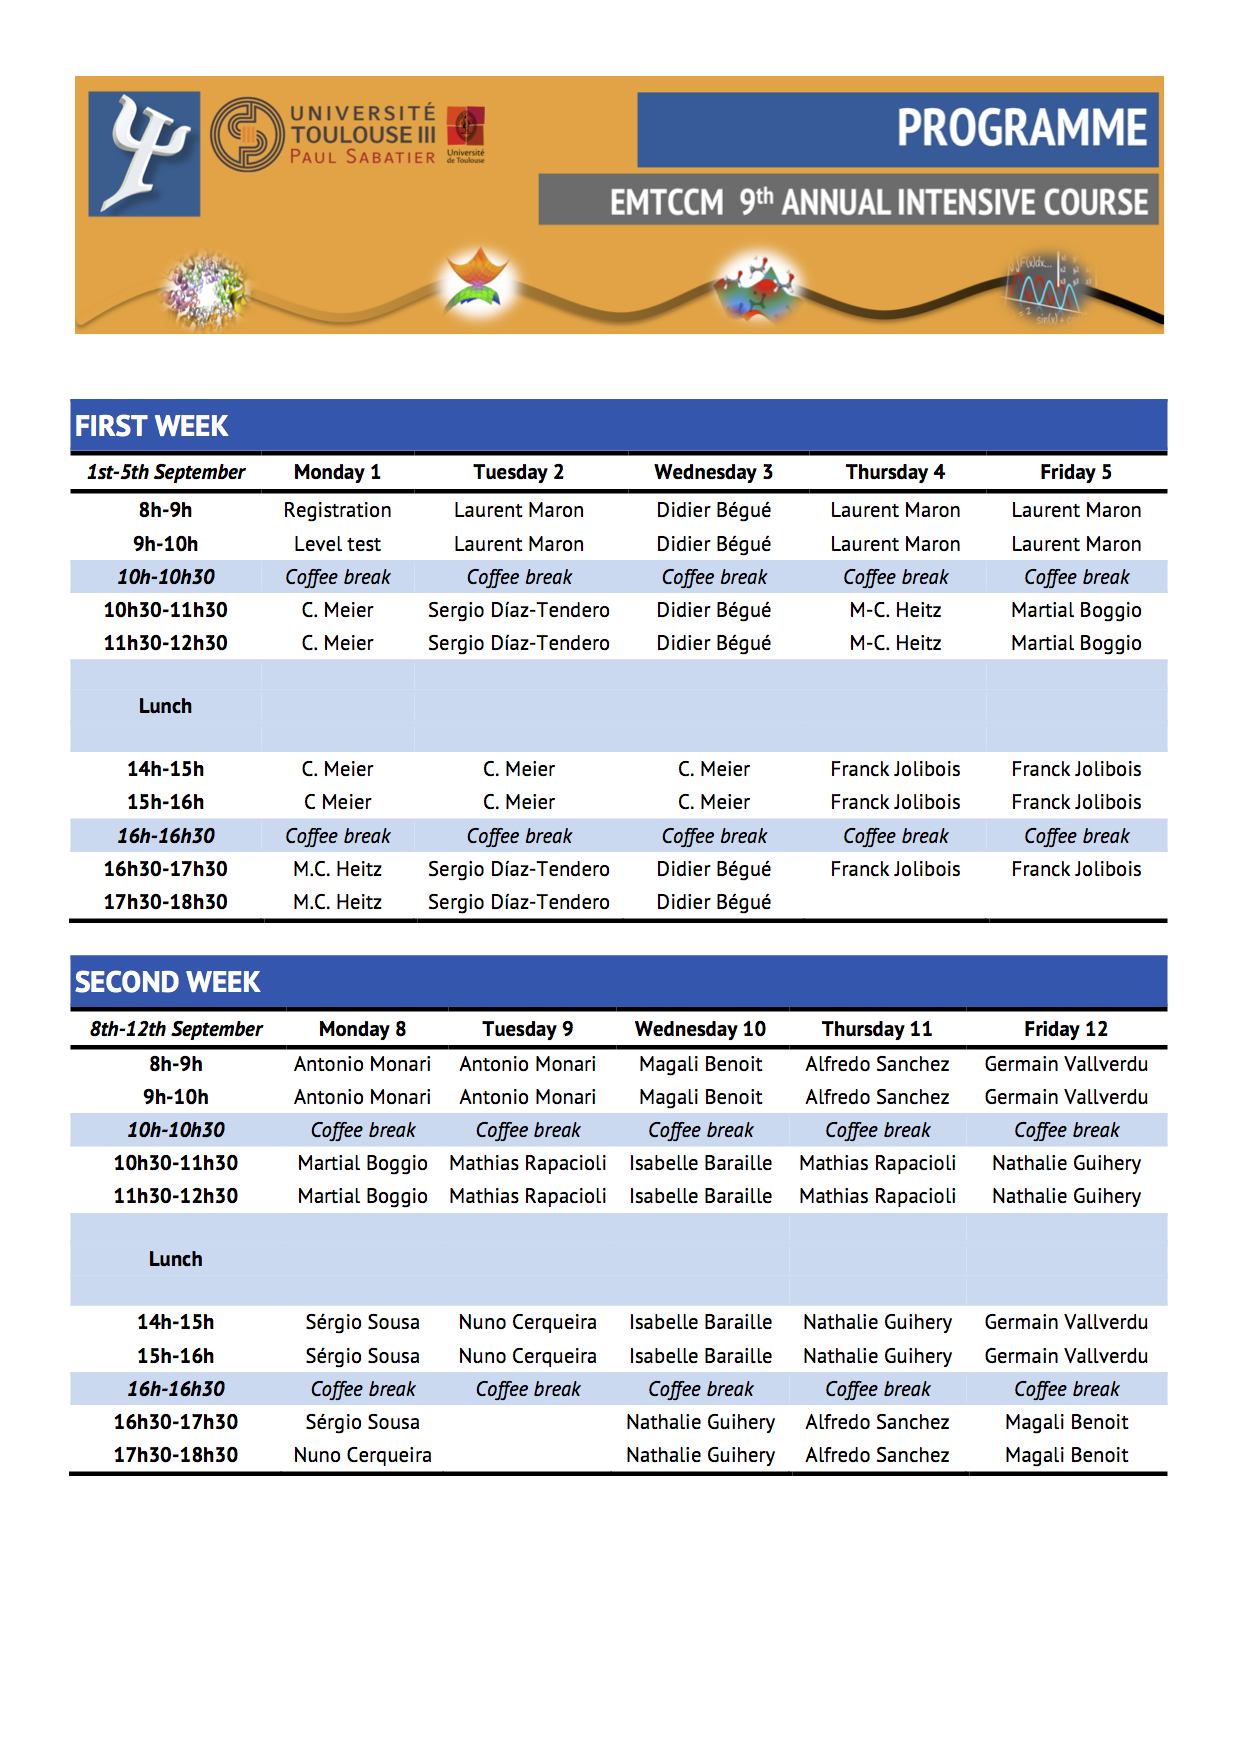 UNIVERSITÉ
TOULOUSE III
PAUL SABATIER
Université
de Toulouse
PROGRAMME
EMTCCM 9th ANNUAL INTENSIVE COURSE
FIRST WEEK
1st-5th September Monday 1 Tuesday 2 Wednesday 3 Thursday 4 Friday 5
8h-9h Registration Laurent Maron Didier Bégué Laurent Maron Laurent Maron
9h-10h Level test Laurent Maron Didier Bégué Laurent Maron Laurent Maron
10h-10h30 Coffee break Coffee break Coffee break Coffee break Coffee break
10h30-11h30 C. Meier Sergio Díaz-Tendero Didier Bégué M-C. Heitz Martial Boggio
11h30-12h30 C. Meier Sergio Díaz-Tendero Didier Bégué M-C. Heitz Martial Boggio
Lunch
14h-15h C. Meier C. Meier C. Meier Franck Jolibois Franck Jolibois
15h-16h C Meier C. Meier C. Meier Franck Jolibois Franck Jolibois
16h-16h30 Coffee break Coffee break Coffee break Coffee break Coffee break
16h30-17h30 M.C. Heitz Sergio Díaz-Tendero Didier Bégué Franck Jolibois Franck Jolibois
17h30-18h30 M.C. Heitz Sergio Díaz-Tendero Didier Bégué
SECOND WEEK
8th-12th September Monday 8 Tuesday 9 Wednesday 10 Thursday 11 Friday 12
8h-9h Antonio Monari Antonio Monari Magali Benoit Alfredo Sanchez Germain Vallverdu
9h-10h Antonio Monari Antonio Monari Magali Benoit Alfredo Sanchez Germain Vallverdu
10h-10h30 Coffee break Coffee break Coffee break Coffee break Coffee break
10h30-11h30 Martial Boggio Mathias Rapacioli Isabelle Baraille Mathias Rapacioli Nathalie Guihery
11h30-12h30 Martial Boggio Mathias Rapacioli Isabelle Baraille Mathias Rapacioli Nathalie Guihery
Lunch
14h-15h Sérgio Sousa Nuno Cerqueira Isabelle Baraille Nathalie Guihery Germain Vallverdu
15h-16h Sérgio Sousa Nuno Cerqueira Isabelle Baraille Nathalie Guihery Germain Vallverdu
16h-16h30 Coffee break Coffee break Coffee break Coffee break Coffee break
16h30-17h30 Sérgio Sousa Nathalie Guihery Alfredo Sanchez Magali Benoit
17h30-18h30 Nuno Cerqueira Nathalie Guihery Alfredo Sanchez Magali Benoit